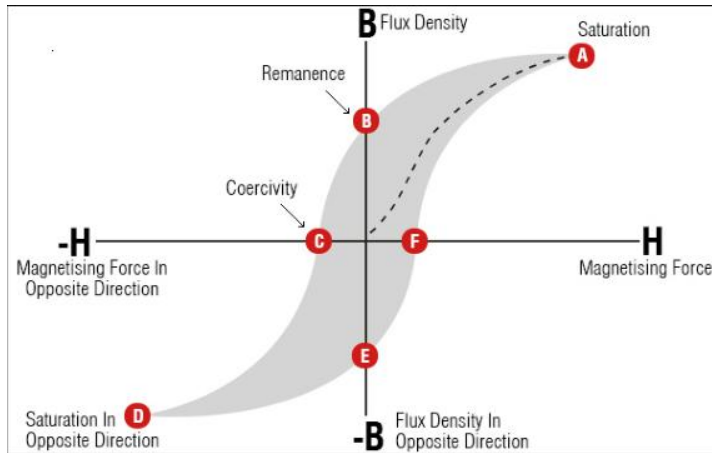 B Flux Density
Saturation
A
Remanence
B
Coercivity
C
F
-H
H
Magnetising Force In
Opposite Direction
Magnetising Force
E
D
Saturation In
Opposite Direction
-B
Flux Density In
Opposite Direction